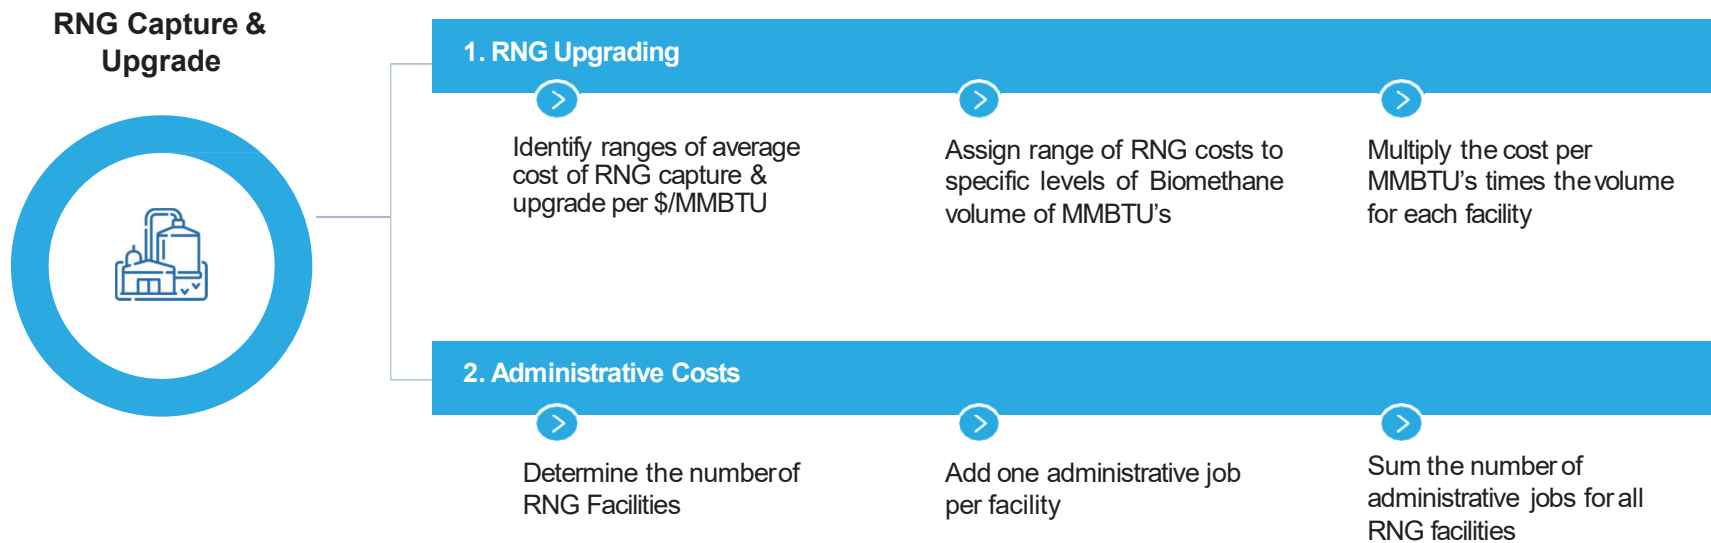 RNG Capture &
Upgrade
1. RNG Upgrading
Identify ranges of average
cost of RNG capture &
upgrade per $/MMBTU
Assign range of RNG costs to
specific levels of Biomethane
volume of MMBTU’s
Multiply the cost per
MMBTU’s times the volume
for each facility
2. Administrative Costs
Determine the number of
RNG Facilities
Add one administrative job
per facility
Sum the number of
administrative jobs for all
RNG facilities